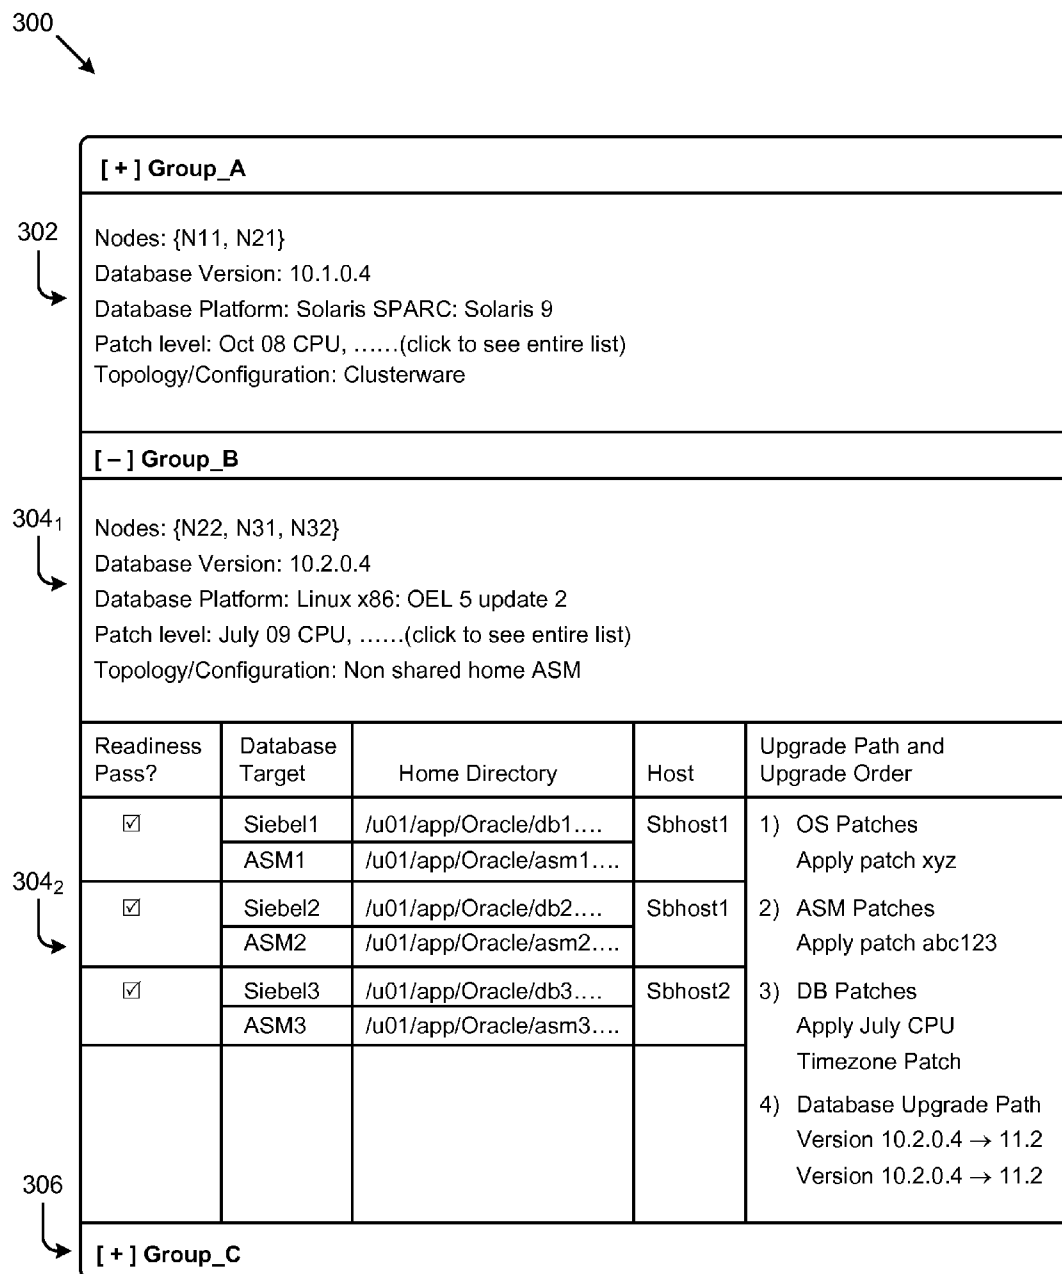 300
[ + ] Group_A
302
Nodes: {N11, N21}
Database Version: 10.1.0.4
Database Platform: Solaris SPARC: Solaris 9
Patch level: Oct 08 CPU, ......(click to see entire list)
Topology/Configuration: Clusterware
[ – ] Group_B
304₁
Nodes: {N22, N31, N32}
Database Version: 10.2.0.4
Database Platform: Linux x86: OEL 5 update 2
Patch level: July 09 CPU, ......(click to see entire list)
Topology/Configuration: Non shared home ASM
Readiness Pass?
Database Target
Home Directory
Host
Upgrade Path and Upgrade Order
304₂
☑ Siebel1 /u01/app/Oracle/db1.... Sbhost1
ASM1 /u01/app/Oracle/asm1....
☑ Siebel2 /u01/app/Oracle/db2.... Sbhost1
ASM2 /u01/app/Oracle/asm2....
☑ Siebel3 /u01/app/Oracle/db3.... Sbhost2
ASM3 /u01/app/Oracle/asm3....
1) OS Patches
Apply patch xyz
2) ASM Patches
Apply patch abc123
3) DB Patches
Apply July CPU
Timezone Patch
4) Database Upgrade Path
Version 10.2.0.4 → 11.2
Version 10.2.0.4 → 11.2
306
[ + ] Group_C